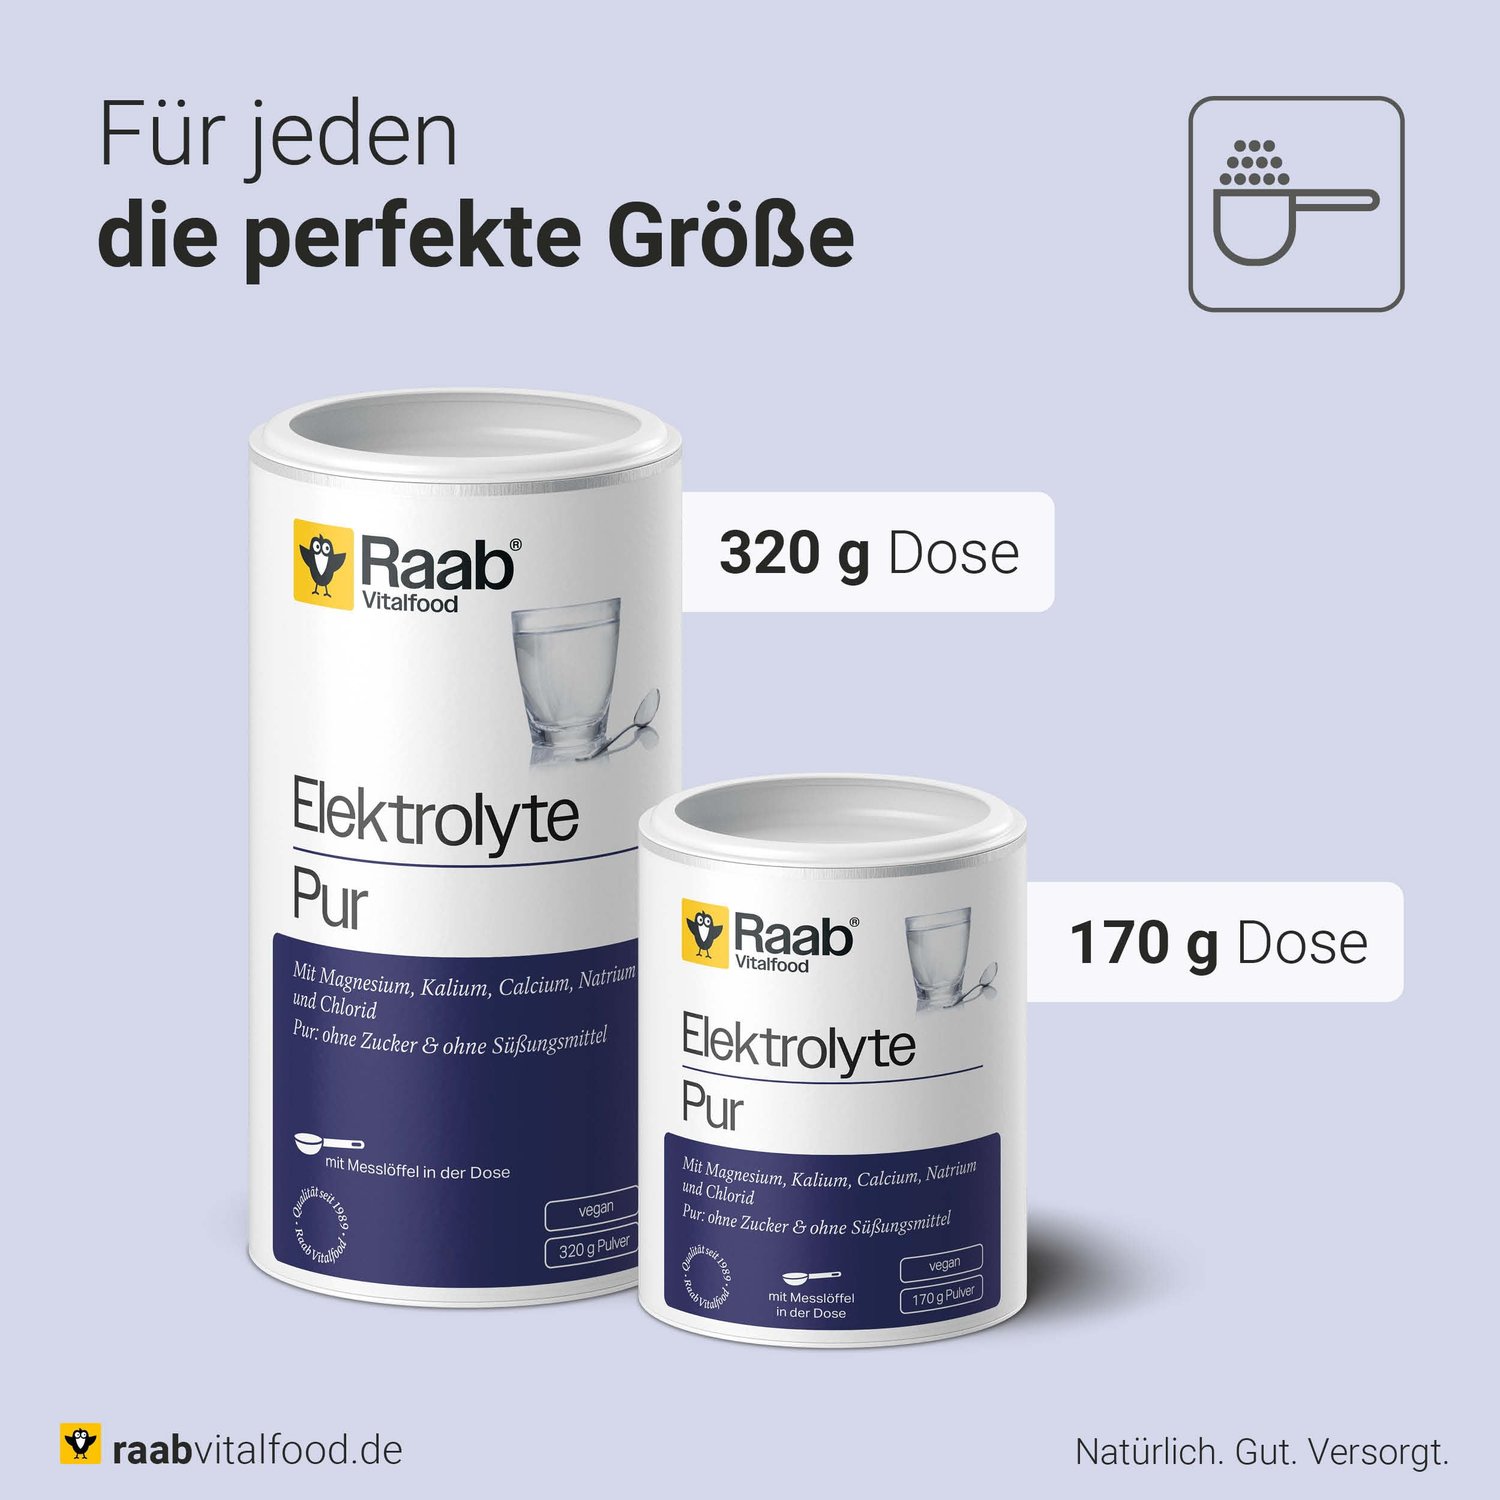 Für jeden
die perfekte Größe
320 g Dose
Raab®
Vitalfood
Elektrolyte
Pur
Mit Magnesium, Kalium, Calcium, Natrium
und Chlorid
Pur: ohne Zucker & ohne Süßungsmittel
mit Messlöffel in der Dose
· Qualität seit 1989 ·
Raab Vitalfood
vegan
320 g Pulver
170 g Dose
Raab®
Vitalfood
Elektrolyte
Pur
Mit Magnesium, Kalium, Calcium, Natrium
und Chlorid
Pur: ohne Zucker & ohne Süßungsmittel
· Qualität seit 1989 ·
Raab Vitalfood
mit Messlöffel
in der Dose
vegan
170 g Pulver
raabvitalfood.de
Natürlich. Gut. Versorgt.